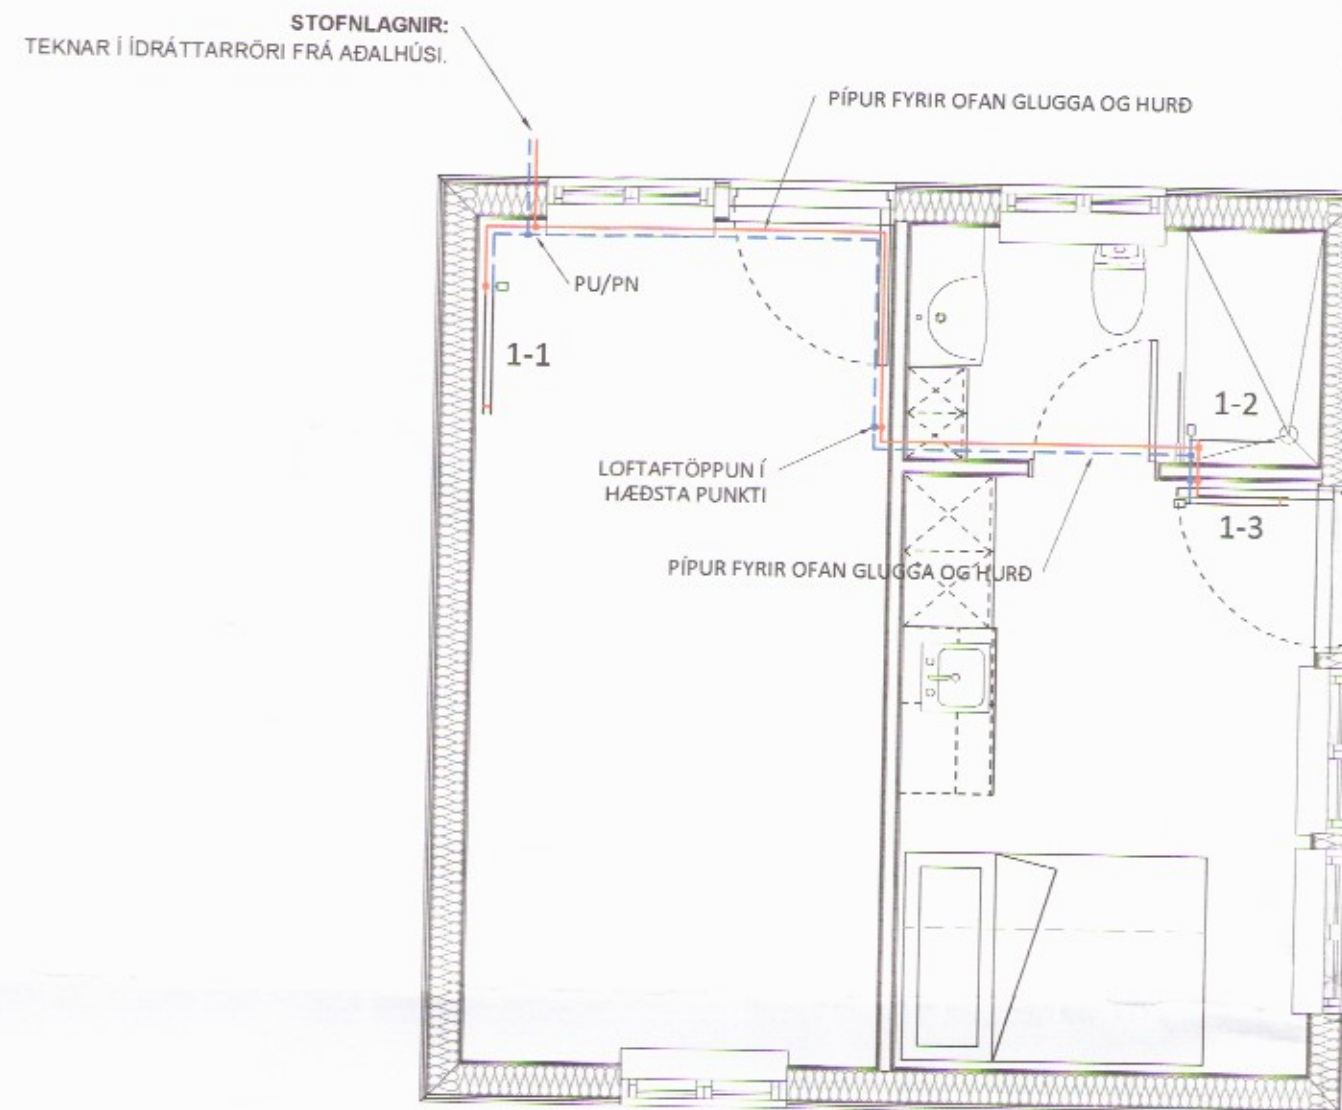 STOFNLAGNIR:
TEKNAR Í ÍDRÁTTARRÖRI FRÁ AÐALHÚSI.
PÍPUR FYRIR OFAN GLUGGA OG HURÐ
PU/PN
1-1
1-2
LOFTAFTÖPPUN Í
HÆÐSTA PUNKTI
1-3
PÍPUR FYRIR OFAN GLUGGA OG HURÐ